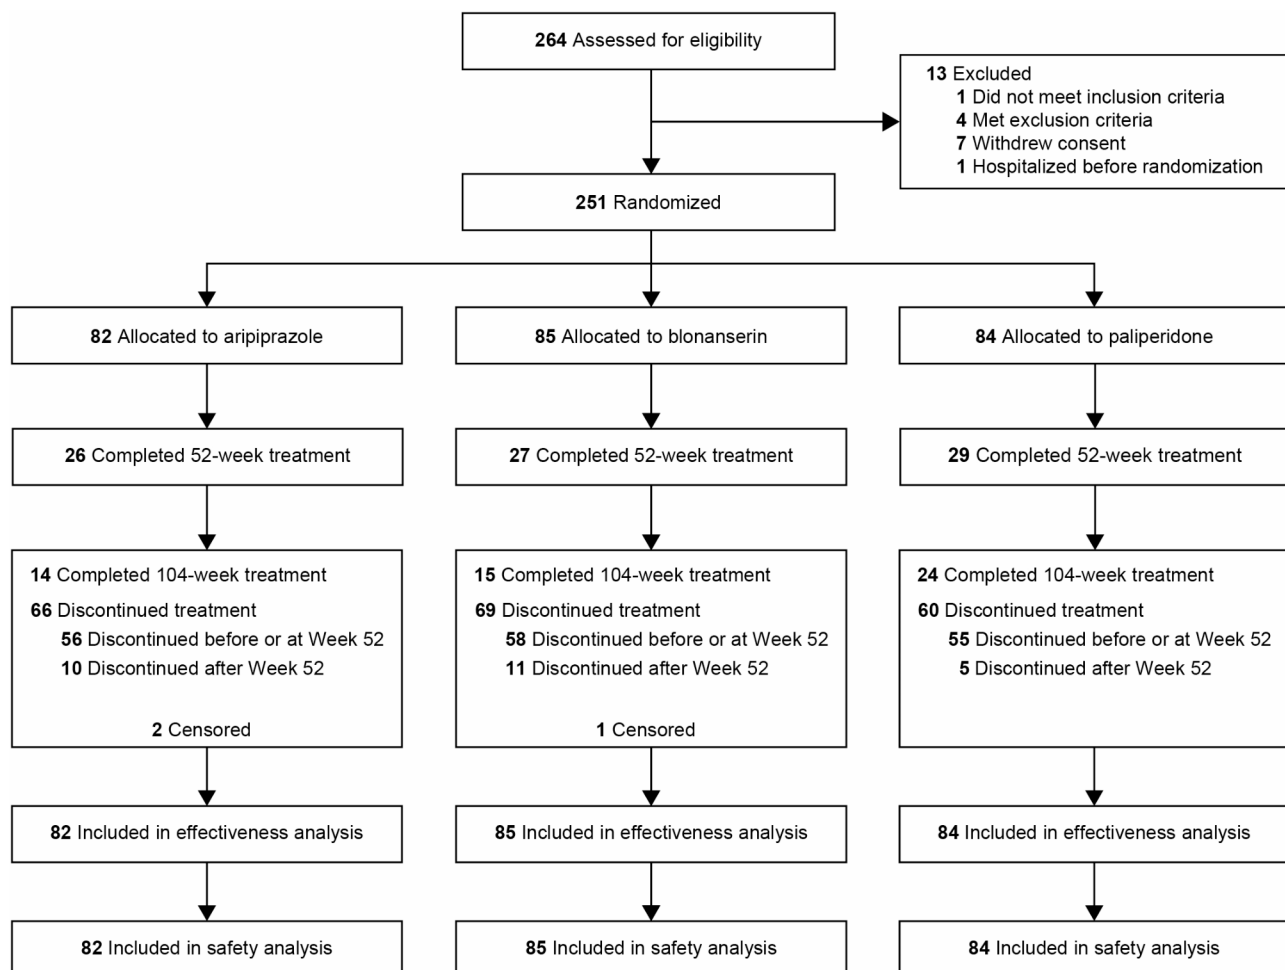 264 Assessed for eligibility
13 Excluded
1 Did not meet inclusion criteria
4 Met exclusion criteria
7 Withdrew consent
1 Hospitalized before randomization
251 Randomized
82 Allocated to aripiprazole
85 Allocated to blonanserin
84 Allocated to paliperidone
26 Completed 52-week treatment
27 Completed 52-week treatment
29 Completed 52-week treatment
14 Completed 104-week treatment
66 Discontinued treatment
56 Discontinued before or at Week 52
10 Discontinued after Week 52
2 Censored
15 Completed 104-week treatment
69 Discontinued treatment
58 Discontinued before or at Week 52
11 Discontinued after Week 52
1 Censored
24 Completed 104-week treatment
60 Discontinued treatment
55 Discontinued before or at Week 52
5 Discontinued after Week 52
82 Included in effectiveness analysis
85 Included in effectiveness analysis
84 Included in effectiveness analysis
82 Included in safety analysis
85 Included in safety analysis
84 Included in safety analysis